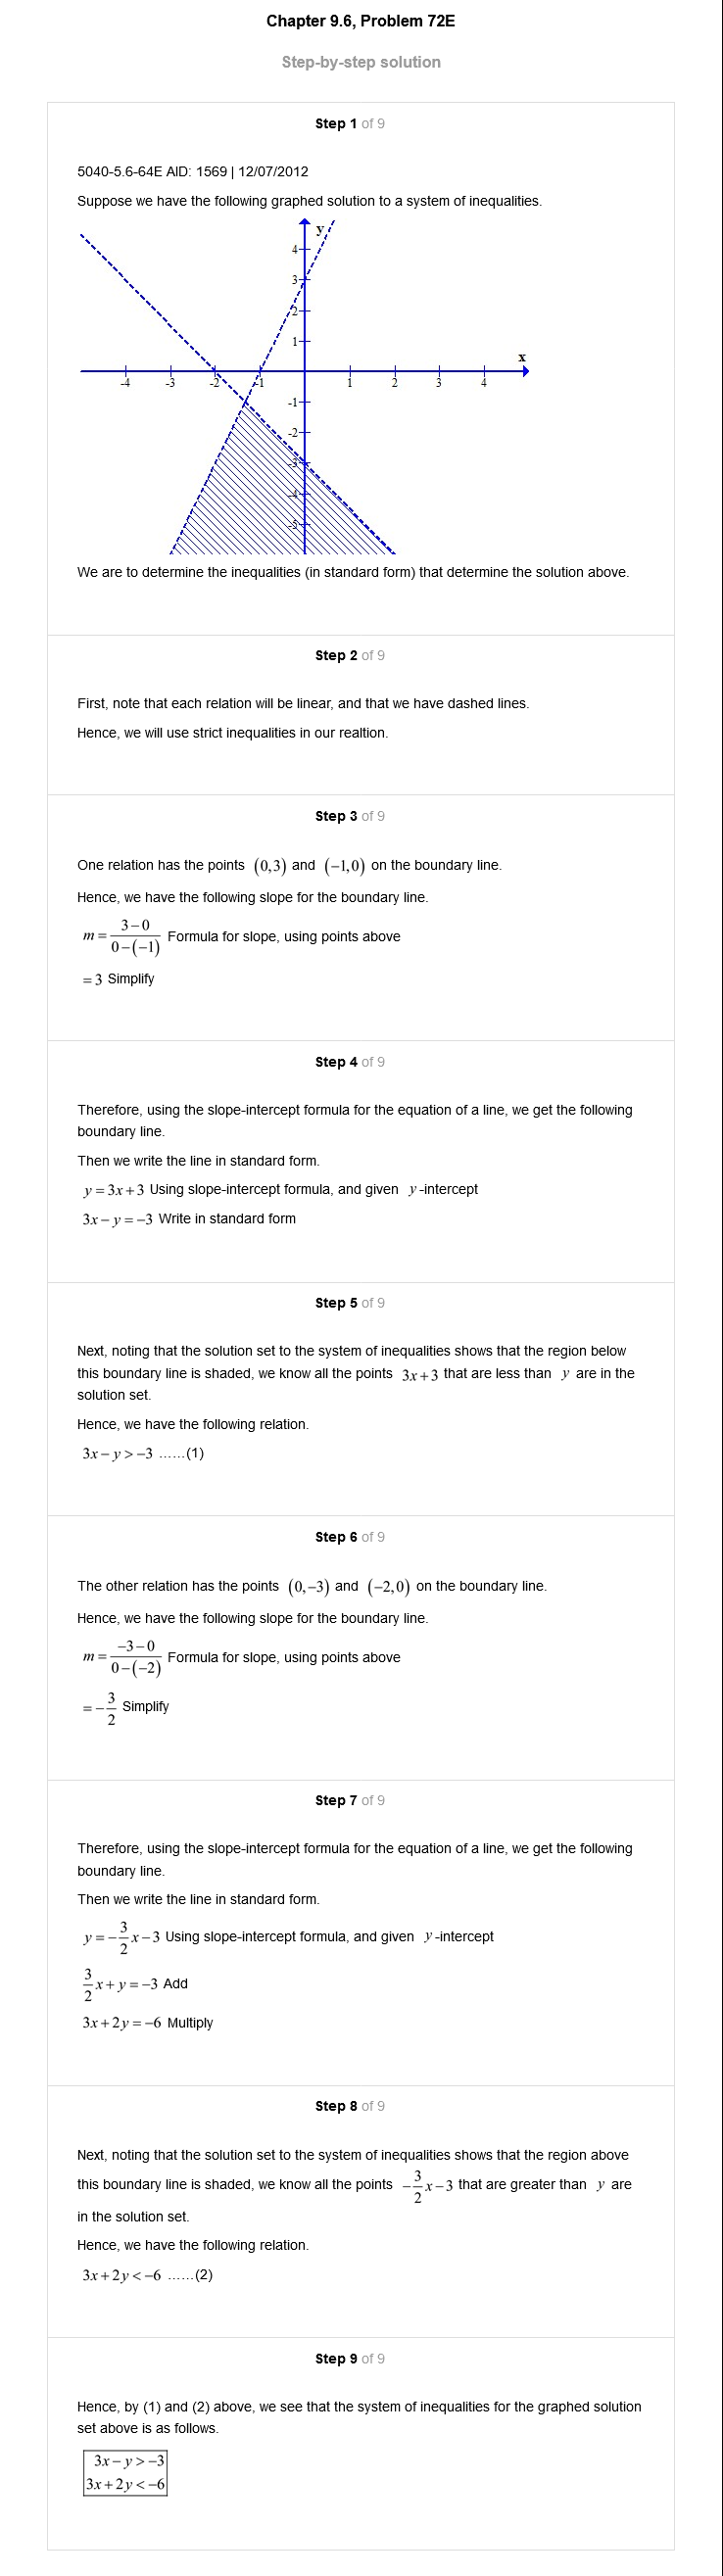 Chapter 9.6, Problem 72E
Step-by-step solution
Step 1 of 9
5040-5.6-64E AID: 1569 | 12/07/2012
Suppose we have the following graphed solution to a system of inequalities.
y
4
3
2
1
x
-4 -3 -2 -1 1 2 3 4
-1
-2
-3
-4
-5
We are to determine the inequalities (in standard form) that determine the solution above.
Step 2 of 9
First, note that each relation will be linear, and that we have dashed lines.
Hence, we will use strict inequalities in our realtion.
Step 3 of 9
One relation has the points (0,3) and (−1,0) on the boundary line.
Hence, we have the following slope for the boundary line.
m = (3−0)/(0−(−1)) Formula for slope, using points above
= 3 Simplify
Step 4 of 9
Therefore, using the slope-intercept formula for the equation of a line, we get the following
boundary line.
Then we write the line in standard form.
y = 3x+3 Using slope-intercept formula, and given y-intercept
3x − y = −3 Write in standard form
Step 5 of 9
Next, noting that the solution set to the system of inequalities shows that the region below
this boundary line is shaded, we know all the points 3x+3 that are less than y are in the
solution set.
Hence, we have the following relation.
3x − y > −3 ......(1)
Step 6 of 9
The other relation has the points (0,−3) and (−2,0) on the boundary line.
Hence, we have the following slope for the boundary line.
m = (−3−0)/(0−(−2)) Formula for slope, using points above
= −3/2 Simplify
Step 7 of 9
Therefore, using the slope-intercept formula for the equation of a line, we get the following
boundary line.
Then we write the line in standard form.
y = −3/2 x − 3 Using slope-intercept formula, and given y-intercept
3/2 x + y = −3 Add
3x + 2y = −6 Multiply
Step 8 of 9
Next, noting that the solution set to the system of inequalities shows that the region above
this boundary line is shaded, we know all the points −3/2 x − 3 that are greater than y are
in the solution set.
Hence, we have the following relation.
3x + 2y < −6 ......(2)
Step 9 of 9
Hence, by (1) and (2) above, we see that the system of inequalities for the graphed solution
set above is as follows.
3x − y > −3
3x + 2y < −6